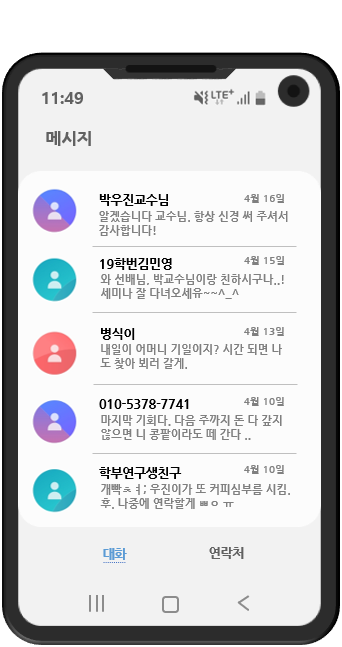 11:49
LTE+
메시지
박우진교수님
4월 16일
알겠습니다 교수님. 항상 신경 써 주셔서
감사합니다!
19학번김민영
4월 15일
와 선배님. 박교수님이랑 친하시구나..!
세미나 잘 다녀오세유~~^_^
병식이
4월 13일
내일이 어머니 기일이지? 시간 되면 나
도 찾아 뵈러 갈게.
010-5378-7741
4월 10일
마지막 기회다. 다음 주까지 돈 다 갚지
않으면 니 콩팥이라도 떼 간다 ..
학부연구생친구
4월 10일
개빡ㅊㅕ; 우진이가 또 커피심부름 시킴.
후. 나중에 연락할게 ㅃㅇ ㅠ
대화
연락처